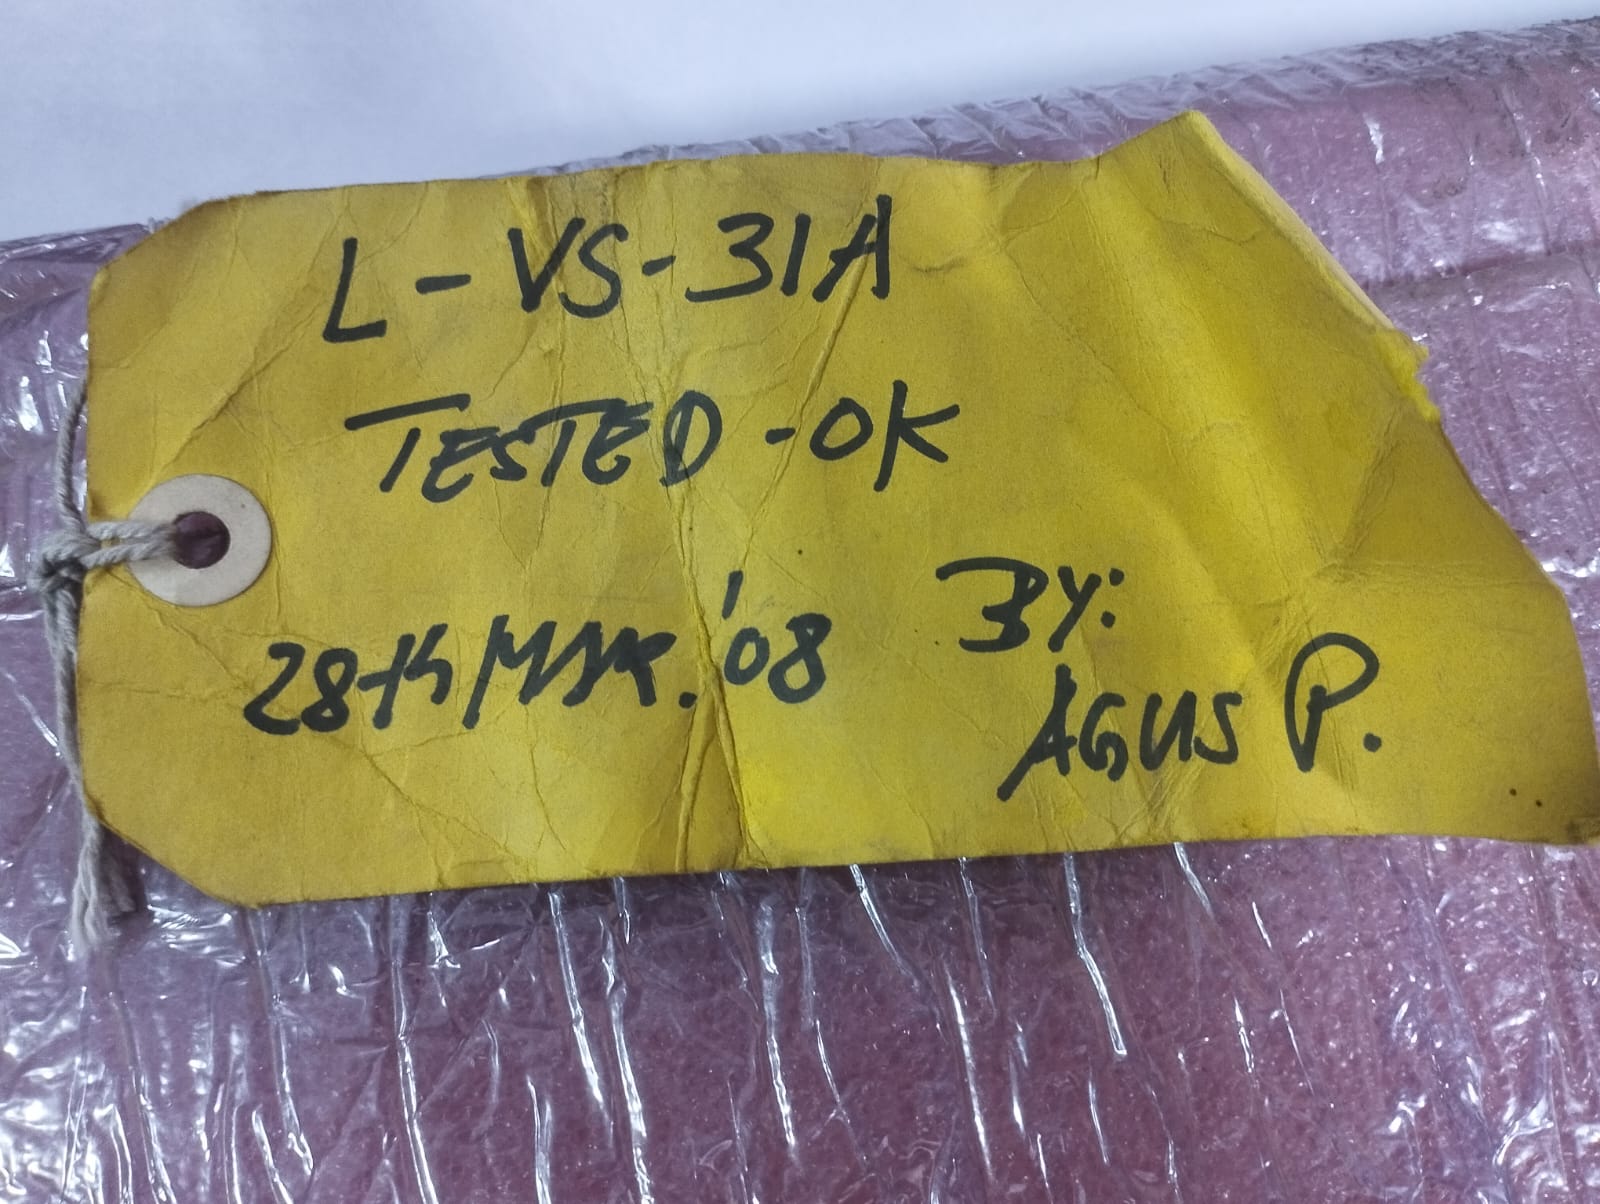 L-VS-31A
TESTED-OK
28th/MAR.'08
BY:
AGUS P.